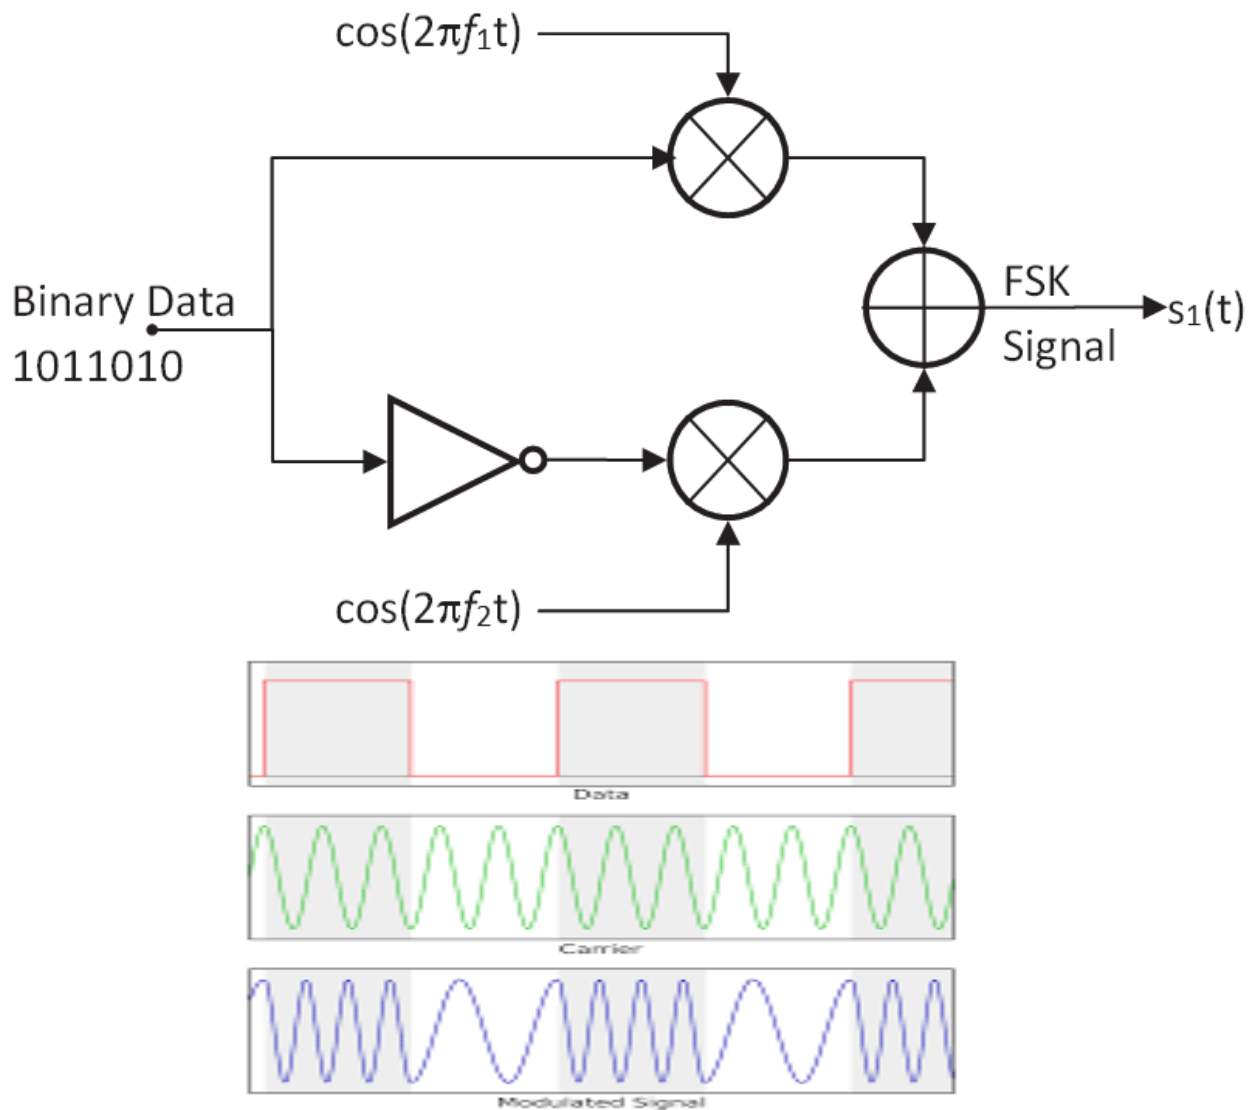 cos(2πf₁t)
Binary Data
1011010
FSK
Signal
s₁(t)
cos(2πf₂t)
Data
Carrier
Modulated Signal